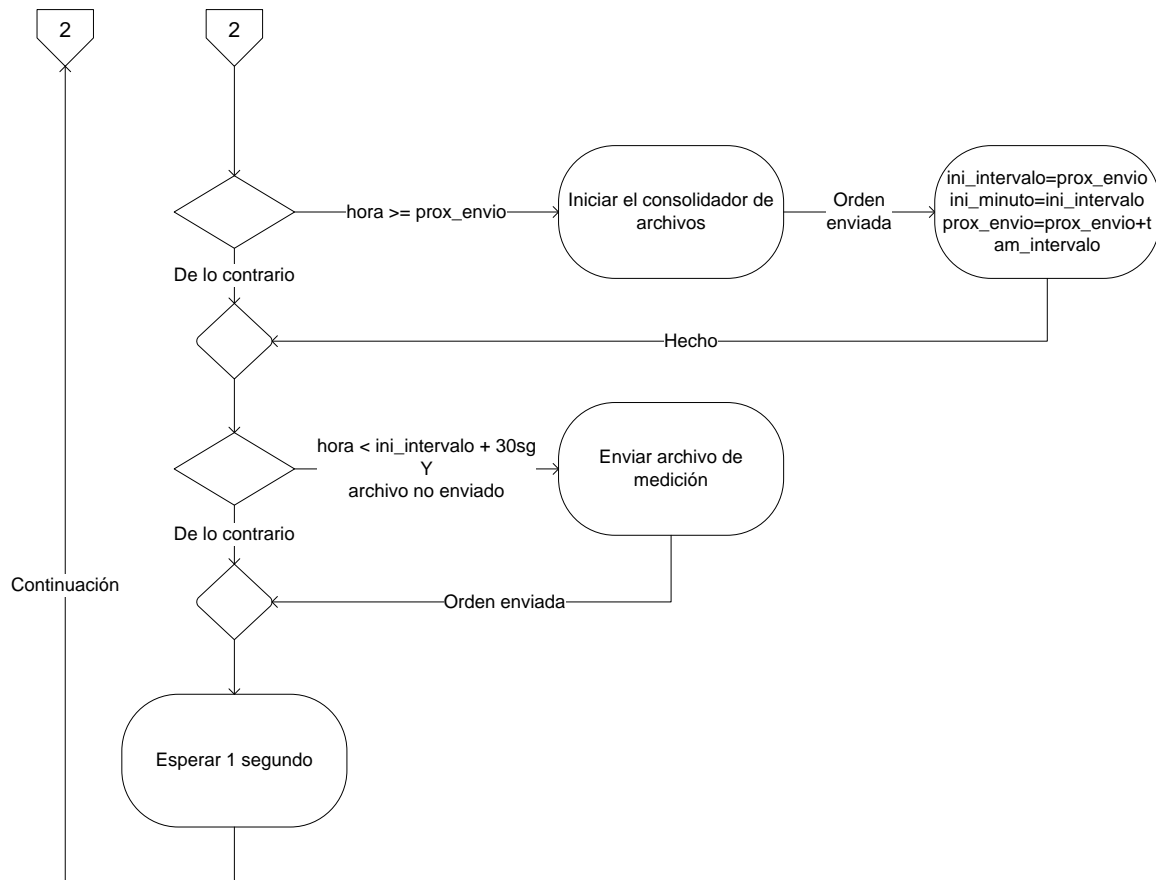 2
2
hora >= prox_envio
Iniciar el consolidador de
archivos
Orden
enviada
ini_intervalo=prox_envio
ini_minuto=ini_intervalo
prox_envio=prox_envio+t
am_intervalo
De lo contrario
Hecho
hora < ini_intervalo + 30sg
Y
archivo no enviado
Enviar archivo de
medición
De lo contrario
Continuación
Orden enviada
Esperar 1 segundo